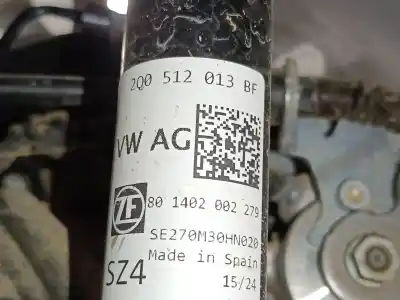 2Q0 512 013 BF
VW AG
ZF
80 1402 002 279
SE270M30HN020
Made in Spain
SZ4
15/24